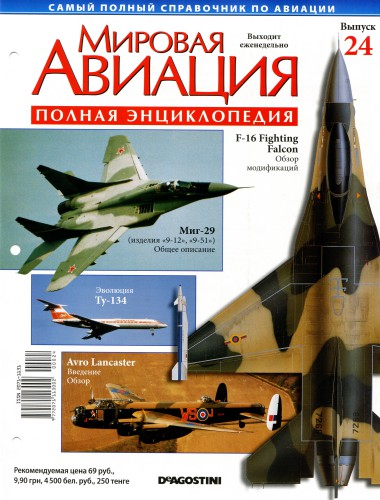 САМЫЙ ПОЛНЫЙ СПРАВОЧНИК ПО АВИАЦИИ
Мировая
Авиация
Выходит
еженедельно
Выпуск
24
ПОЛНАЯ ЭНЦИКЛОПЕДИЯ
F-16 Fighting
Falcon
Обзор
модификаций
Миг-29
(изделия «9-12», «9-51»)
Общее описание
Эволюция
Ту-134
Avro Lancaster
Введение
Обзор
DeAGOSTINI
Рекомендуемая цена 69 руб.,
9,90 грн, 4 500 бел. руб., 250 тенге